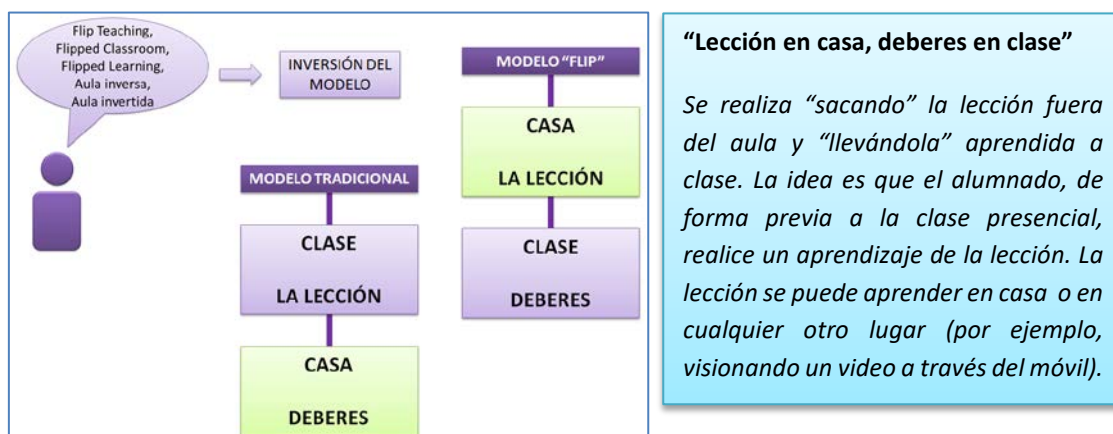 Flip Teaching,
Flipped Classroom,
Flipped Learning,
Aula inversa,
Aula invertida
INVERSIÓN DEL
MODELO
MODELO TRADICIONAL
CLASE
LA LECCIÓN
CASA
DEBERES
MODELO “FLIP”
CASA
LA LECCIÓN
CLASE
DEBERES
“Lección en casa, deberes en clase”
Se realiza “sacando” la lección fuera
del aula y “llevándola” aprendida a
clase. La idea es que el alumnado, de
forma previa a la clase presencial,
realice un aprendizaje de la lección. La
lección se puede aprender en casa o en
cualquier otro lugar (por ejemplo,
visionando un video a través del móvil).